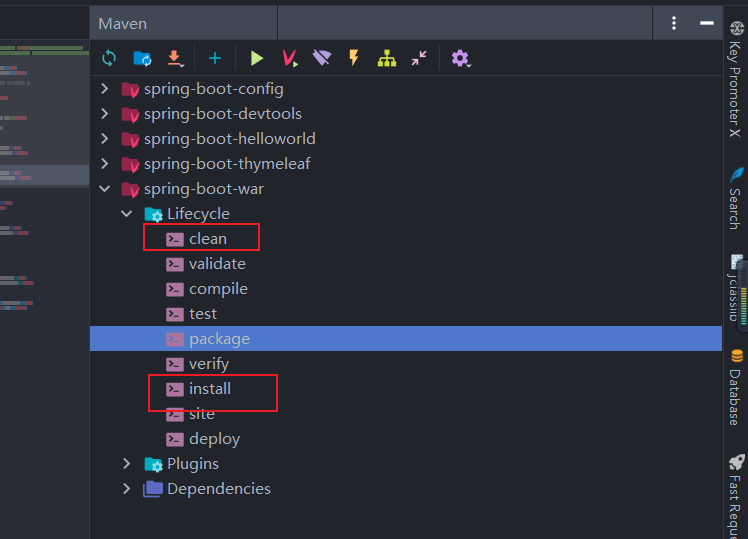 Maven
spring-boot-config
spring-boot-devtools
spring-boot-helloworld
spring-boot-thymeleaf
spring-boot-war
Lifecycle
clean
validate
compile
test
package
verify
install
site
deploy
Plugins
Dependencies
Key Promoter X
Search
jclasslib
Database
Fast Reque